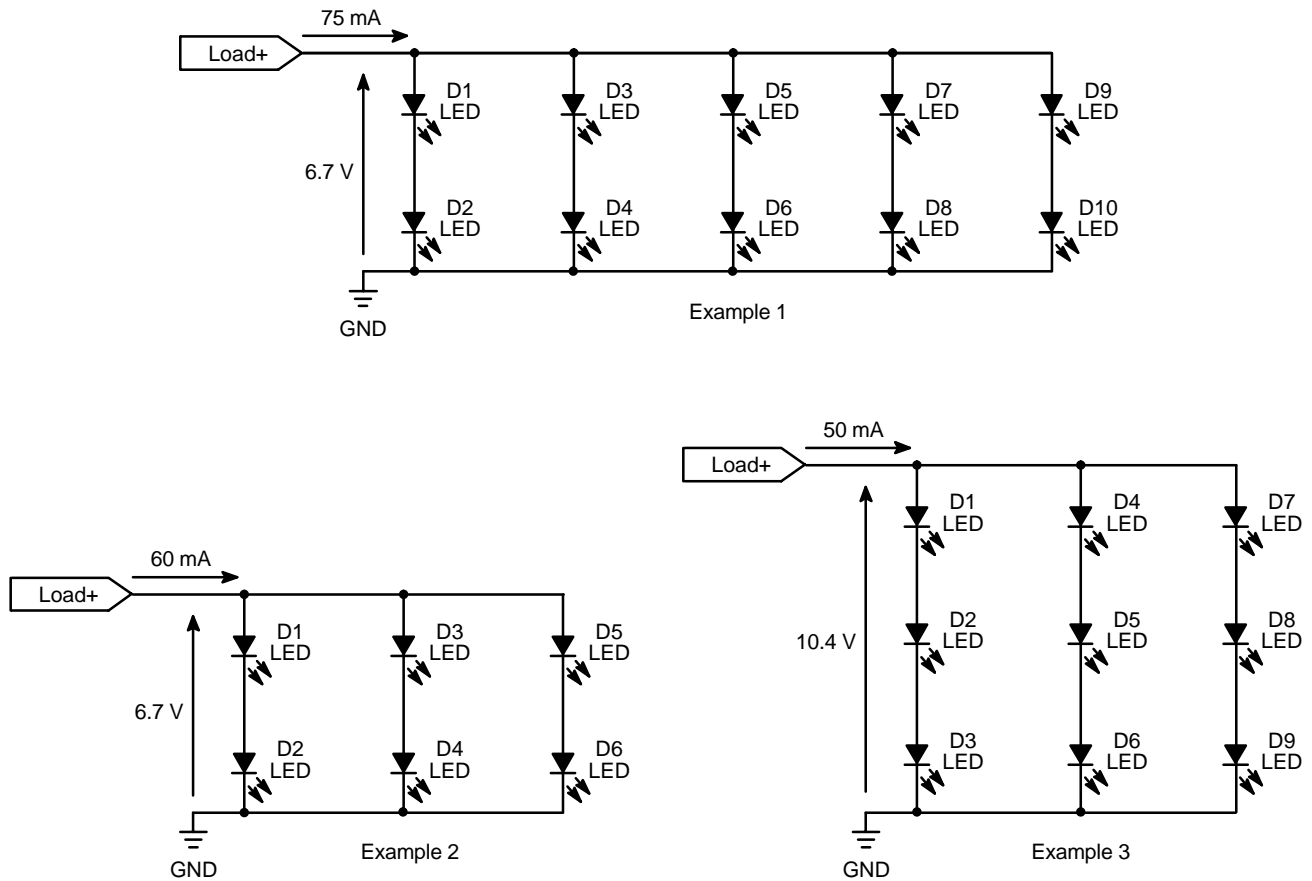 75 mA
Load+
D1
LED
D3
LED
D5
LED
D7
LED
D9
LED
6.7 V
D2
LED
D4
LED
D6
LED
D8
LED
D10
LED
GND
Example 1
60 mA
Load+
D1
LED
D3
LED
D5
LED
6.7 V
D2
LED
D4
LED
D6
LED
GND
Example 2
50 mA
Load+
D1
LED
D4
LED
D7
LED
10.4 V
D2
LED
D5
LED
D8
LED
D3
LED
D6
LED
D9
LED
GND
Example 3